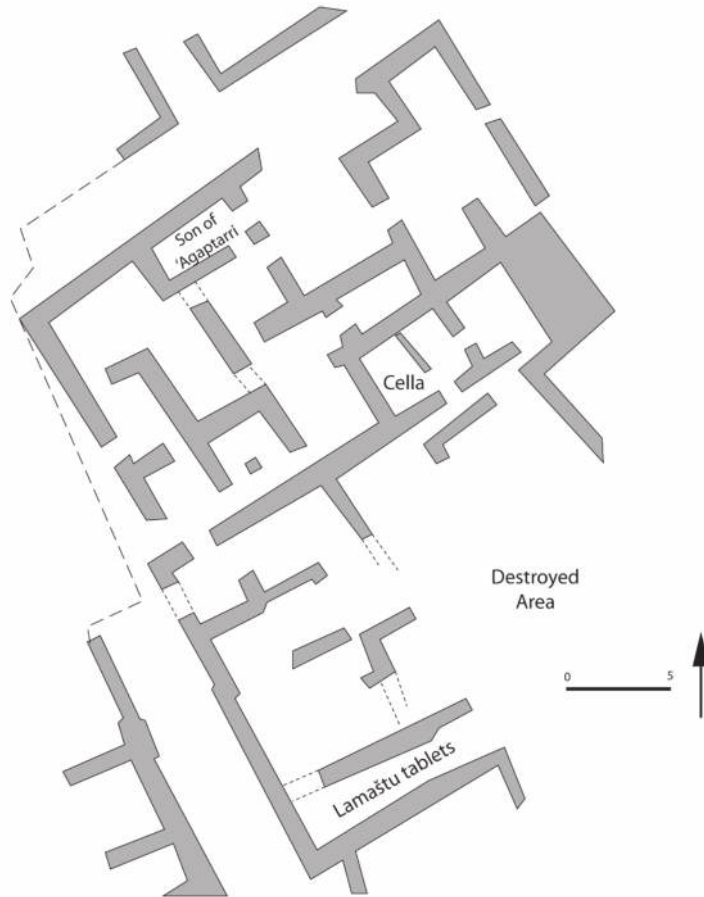 Son of
'Agaptarri
Cella
Destroyed
Area
0 5
Lamaštu tablets